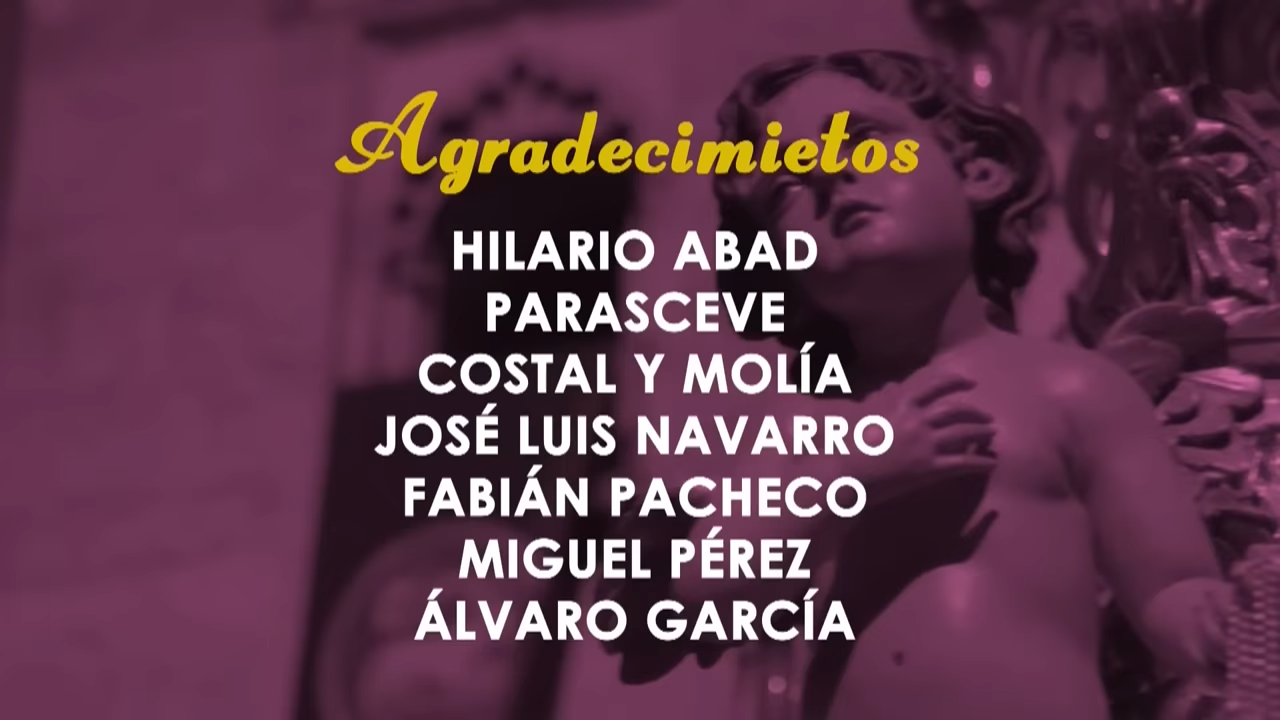 Agradecimietos
HILARIO ABAD
PARASCEVE
COSTAL Y MOLÍA
JOSÉ LUIS NAVARRO
FABIÁN PACHECO
MIGUEL PÉREZ
ÁLVARO GARCÍA